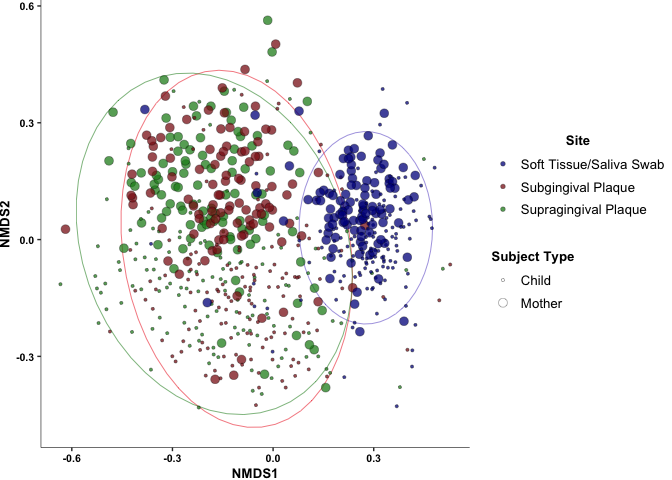 0.6
0.3
0.0
-0.3
NMDS2
-0.6
-0.3
0.0
0.3
NMDS1
Site
Soft Tissue/Saliva Swab
Subgingival Plaque
Supragingival Plaque
Subject Type
Child
Mother